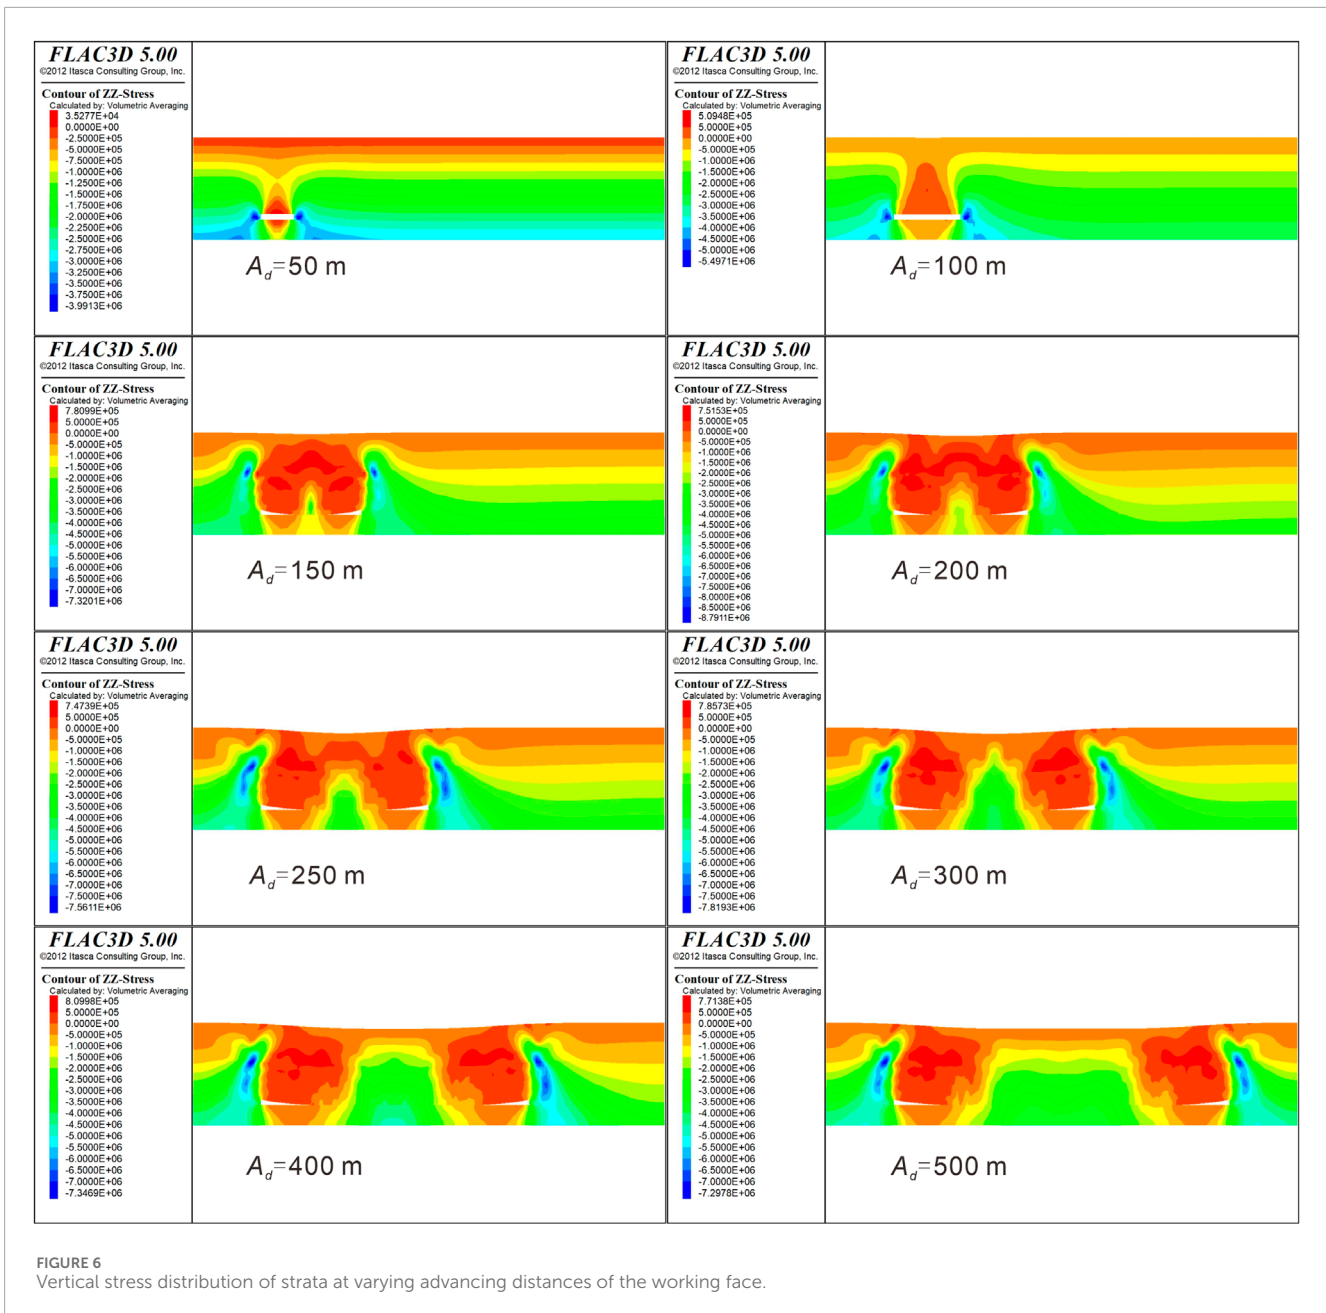 FLAC3D 5.00
©2012 Itasca Consulting Group, Inc.
Contour of ZZ-Stress
Calculated by: Volumetric Averaging
3.5277E+04
0.0000E+00
-2.5000E+05
-5.0000E+05
-7.5000E+05
-1.0000E+06
-1.2500E+06
-1.5000E+06
-1.7500E+06
-2.0000E+06
-2.2500E+06
-2.5000E+06
-2.7500E+06
-3.0000E+06
-3.2500E+06
-3.5000E+06
-3.7500E+06
-3.9913E+06
A_d=50 m
FLAC3D 5.00
©2012 Itasca Consulting Group, Inc.
Contour of ZZ-Stress
Calculated by: Volumetric Averaging
5.0948E+05
5.0000E+05
0.0000E+00
-5.0000E+05
-1.0000E+06
-1.5000E+06
-2.0000E+06
-2.5000E+06
-3.0000E+06
-3.5000E+06
-4.0000E+06
-4.5000E+06
-5.0000E+06
-5.4971E+06
A_d=100 m
FLAC3D 5.00
©2012 Itasca Consulting Group, Inc.
Contour of ZZ-Stress
Calculated by: Volumetric Averaging
7.8099E+05
5.0000E+05
0.0000E+00
-5.0000E+05
-1.0000E+06
-1.5000E+06
-2.0000E+06
-2.5000E+06
-3.0000E+06
-3.5000E+06
-4.0000E+06
-4.5000E+06
-5.0000E+06
-5.5000E+06
-6.0000E+06
-6.5000E+06
-7.0000E+06
-7.3201E+06
A_d=150 m
FLAC3D 5.00
©2012 Itasca Consulting Group, Inc.
Contour of ZZ-Stress
Calculated by: Volumetric Averaging
7.5153E+05
5.0000E+05
0.0000E+00
-5.0000E+05
-1.0000E+06
-1.5000E+06
-2.0000E+06
-2.5000E+06
-3.0000E+06
-3.5000E+06
-4.0000E+06
-4.5000E+06
-5.0000E+06
-5.5000E+06
-6.0000E+06
-6.5000E+06
-7.0000E+06
-7.5000E+06
-8.0000E+06
-8.5000E+06
-8.7911E+06
A_d=200 m
FLAC3D 5.00
©2012 Itasca Consulting Group, Inc.
Contour of ZZ-Stress
Calculated by: Volumetric Averaging
7.4739E+05
5.0000E+05
0.0000E+00
-5.0000E+05
-1.0000E+06
-1.5000E+06
-2.0000E+06
-2.5000E+06
-3.0000E+06
-3.5000E+06
-4.0000E+06
-4.5000E+06
-5.0000E+06
-5.5000E+06
-6.0000E+06
-6.5000E+06
-7.0000E+06
-7.5000E+06
-7.5611E+06
A_d=250 m
FLAC3D 5.00
©2012 Itasca Consulting Group, Inc.
Contour of ZZ-Stress
Calculated by: Volumetric Averaging
7.8573E+05
5.0000E+05
0.0000E+00
-5.0000E+05
-1.0000E+06
-1.5000E+06
-2.0000E+06
-2.5000E+06
-3.0000E+06
-3.5000E+06
-4.0000E+06
-4.5000E+06
-5.0000E+06
-5.5000E+06
-6.0000E+06
-6.5000E+06
-7.0000E+06
-7.5000E+06
-7.8193E+06
A_d=300 m
FLAC3D 5.00
©2012 Itasca Consulting Group, Inc.
Contour of ZZ-Stress
Calculated by: Volumetric Averaging
8.0998E+05
5.0000E+05
0.0000E+00
-5.0000E+05
-1.0000E+06
-1.5000E+06
-2.0000E+06
-2.5000E+06
-3.0000E+06
-3.5000E+06
-4.0000E+06
-4.5000E+06
-5.0000E+06
-5.5000E+06
-6.0000E+06
-6.5000E+06
-7.0000E+06
-7.3469E+06
A_d=400 m
FLAC3D 5.00
©2012 Itasca Consulting Group, Inc.
Contour of ZZ-Stress
Calculated by: Volumetric Averaging
7.7138E+05
5.0000E+05
0.0000E+00
-5.0000E+05
-1.0000E+06
-1.5000E+06
-2.0000E+06
-2.5000E+06
-3.0000E+06
-3.5000E+06
-4.0000E+06
-4.5000E+06
-5.0000E+06
-5.5000E+06
-6.0000E+06
-6.5000E+06
-7.0000E+06
-7.2978E+06
A_d=500 m
FIGURE 6
Vertical stress distribution of strata at varying advancing distances of the working face.